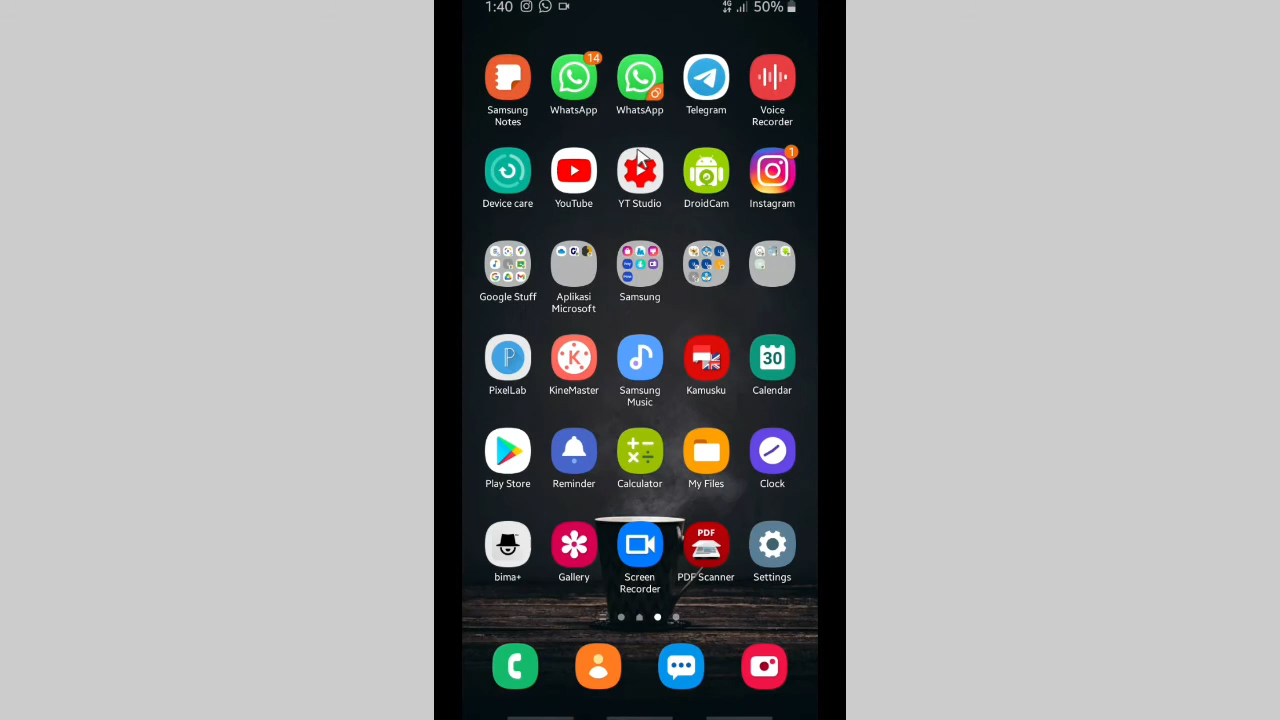 1:40 4G 50%
14
Samsung Notes WhatsApp WhatsApp Telegram Voice Recorder
1
Device care YouTube YT Studio DroidCam Instagram
Google Stuff Aplikasi Microsoft Samsung
30
PixelLab KineMaster Samsung Music Kamusku Calendar
Play Store Reminder Calculator My Files Clock
PDF
bima+ Gallery Screen Recorder PDF Scanner Settings